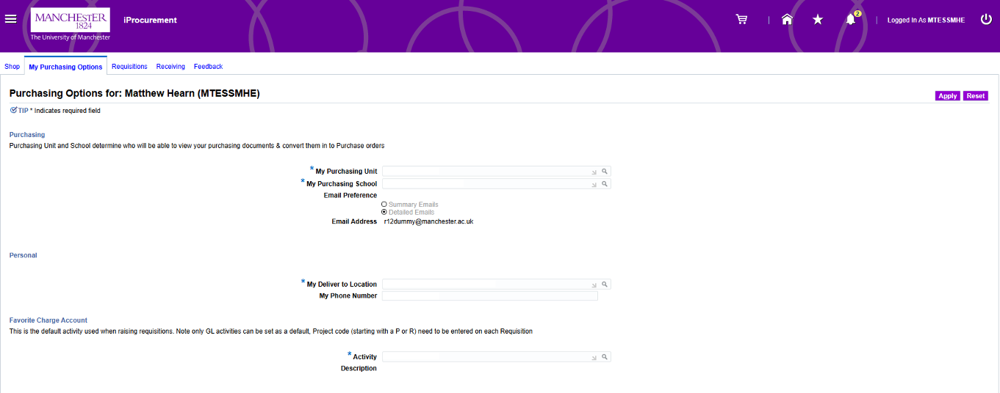 MANCHESTER
1824
The University of Manchester
iProcurement
2
Logged In As MTESSMHE
Shop
My Purchasing Options
Requisitions
Receiving
Feedback
Purchasing Options for: Matthew Hearn (MTESSMHE)
Apply
Reset
TIP * Indicates required field
Purchasing
Purchasing Unit and School determine who will be able to view your purchasing documents & convert them in to Purchase orders
* My Purchasing Unit
* My Purchasing School
Email Preference
Summary Emails
Detailed Emails
Email Address r12dummy@manchester.ac.uk
Personal
* My Deliver to Location
My Phone Number
Favorite Charge Account
This is the default activity used when raising requisitions. Note only GL activities can be set as a default, Project code (starting with a P or R) need to be entered on each Requisition
* Activity
Description